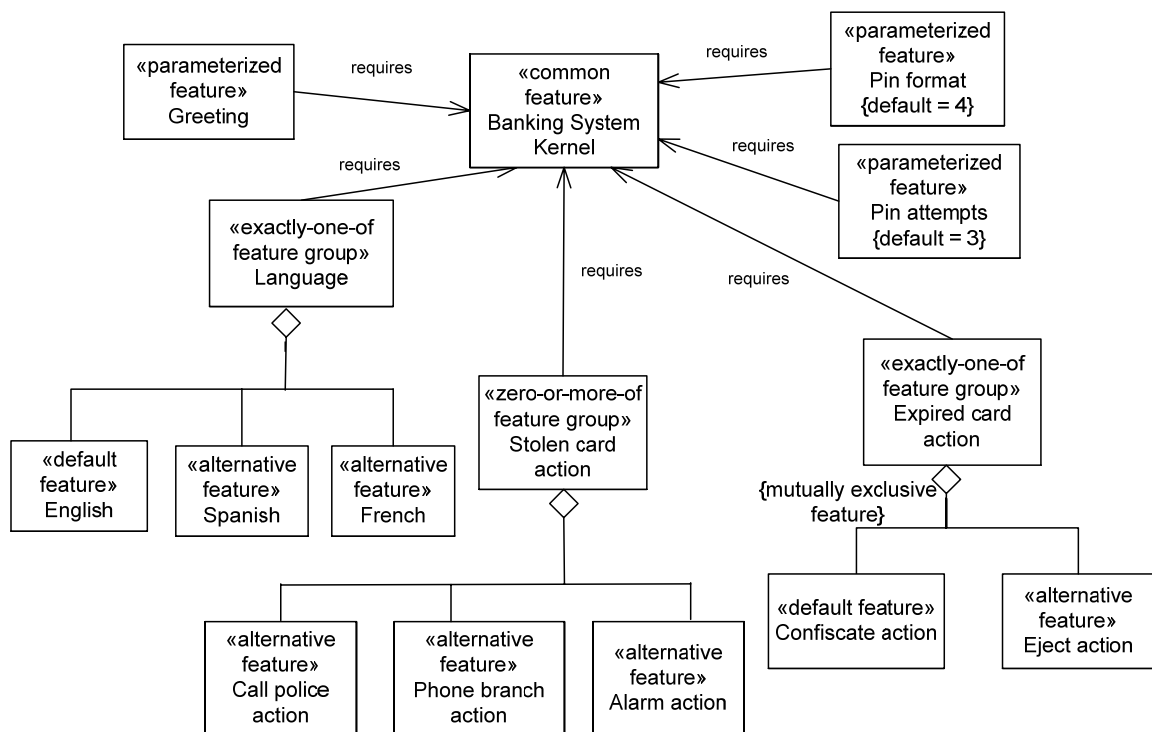 «parameterized
feature»
Greeting
requires
«common
feature»
Banking System
Kernel
requires
«parameterized
feature»
Pin format
{default = 4}
requires
«parameterized
feature»
Pin attempts
{default = 3}
requires
«exactly-one-of
feature group»
Language
requires
requires
«zero-or-more-of
feature group»
Stolen card
action
«exactly-one-of
feature group»
Expired card
action
{mutually exclusive
feature}
«default
feature»
English
«alternative
feature»
Spanish
«alternative
feature»
French
«default feature»
Confiscate action
«alternative
feature»
Eject action
«alternative
feature»
Call police
action
«alternative
feature»
Phone branch
action
«alternative
feature»
Alarm action